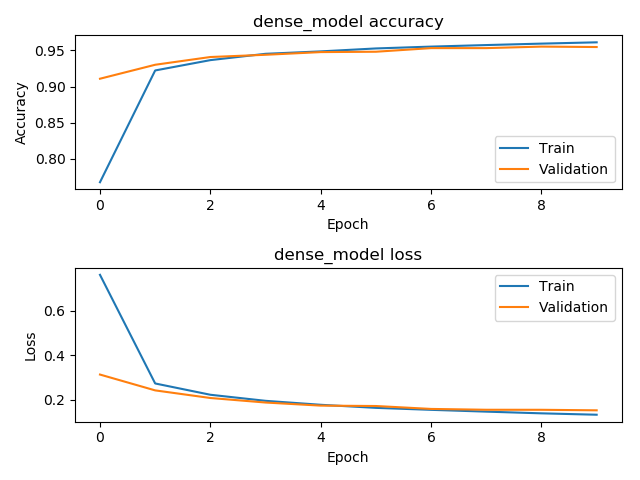 dense_model accuracy
0.95
0.90
0.85
0.80
Accuracy
Train
Validation
0 2 4 6 8
Epoch
dense_model loss
0.6
0.4
0.2
Loss
Train
Validation
0 2 4 6 8
Epoch